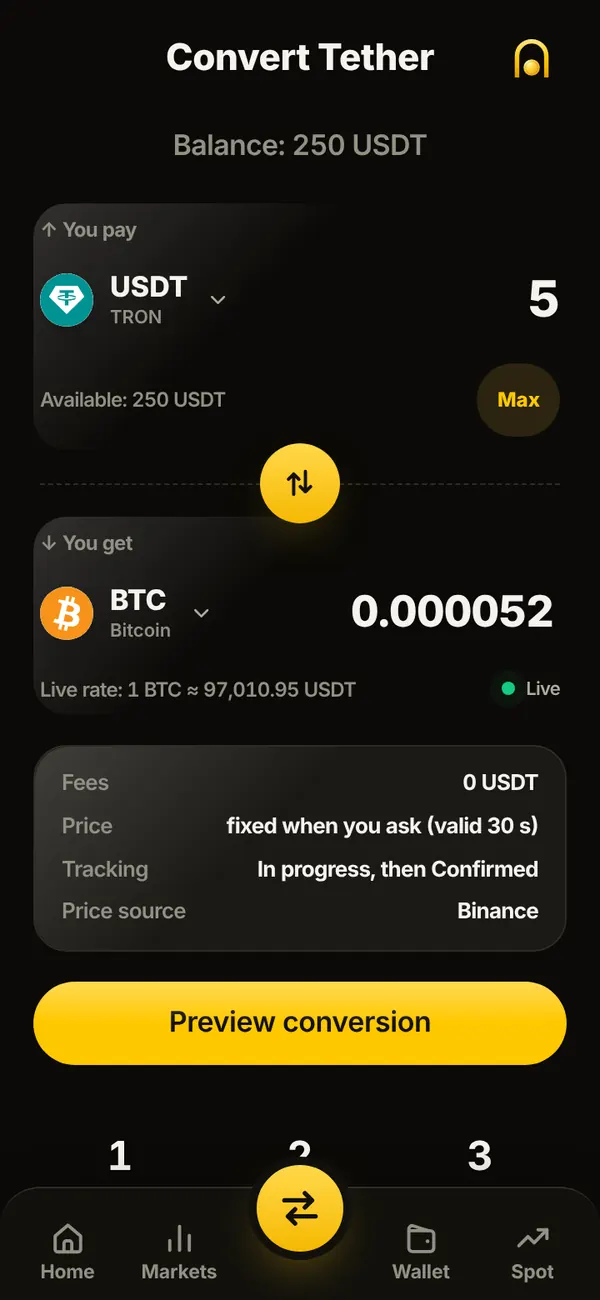 Convert Tether
Balance: 250 USDT
↑ You pay
USDT
TRON
5
Available: 250 USDT
Max
↓ You get
BTC
Bitcoin
0.000052
Live rate: 1 BTC ≈ 97,010.95 USDT
Live
Fees
0 USDT
Price
fixed when you ask (valid 30 s)
Tracking
In progress, then Confirmed
Price source
Binance
Preview conversion
1
2
3
Home
Markets
Wallet
Spot